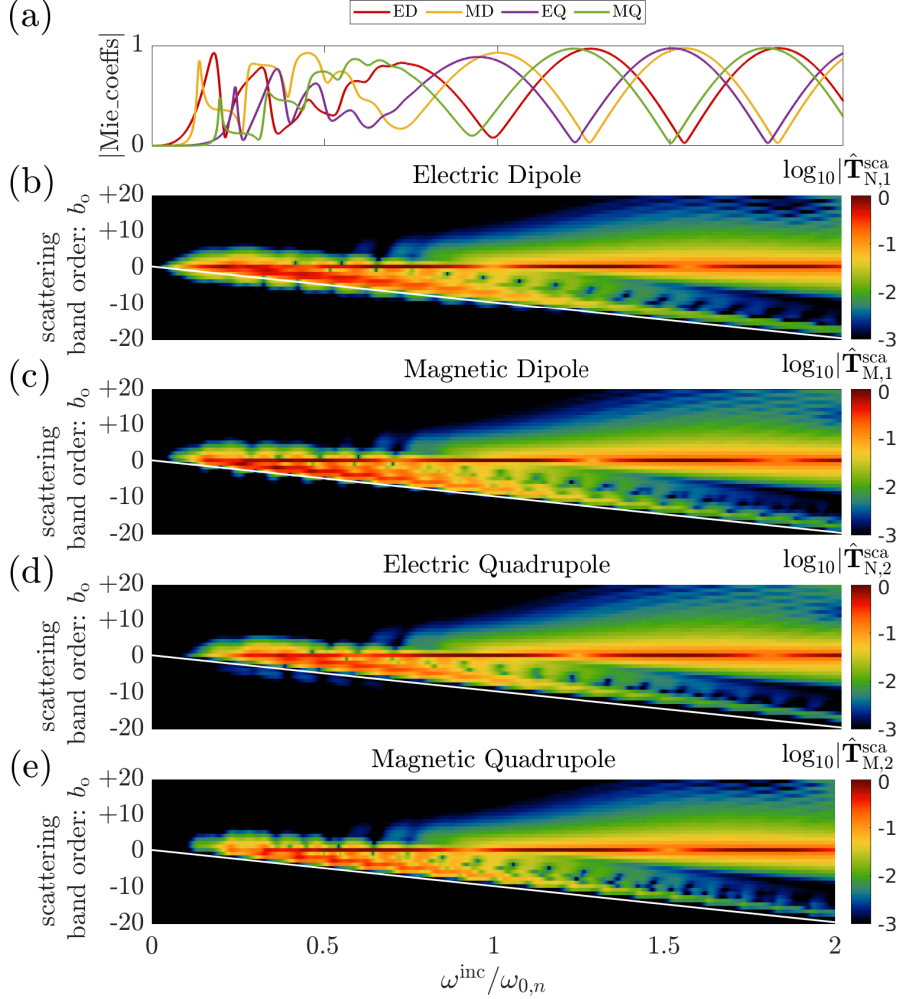 (a)
ED MD EQ MQ
|Mie_coeffs|
1
0
(b)
Electric Dipole
log₁₀|T̂ˢᶜᵃ_N,1|
scattering
band order: bₒ
+20
+10
0
-10
-20
0
-1
-2
-3
(c)
Magnetic Dipole
log₁₀|T̂ˢᶜᵃ_M,1|
scattering
band order: bₒ
+20
+10
0
-10
-20
0
-1
-2
-3
(d)
Electric Quadrupole
log₁₀|T̂ˢᶜᵃ_N,2|
scattering
band order: bₒ
+20
+10
0
-10
-20
0
-1
-2
-3
(e)
Magnetic Quadrupole
log₁₀|T̂ˢᶜᵃ_M,2|
scattering
band order: bₒ
+20
+10
0
-10
-20
0
-1
-2
-3
0 0.5 1 1.5 2
ωⁱⁿᶜ/ω₀,ₙ